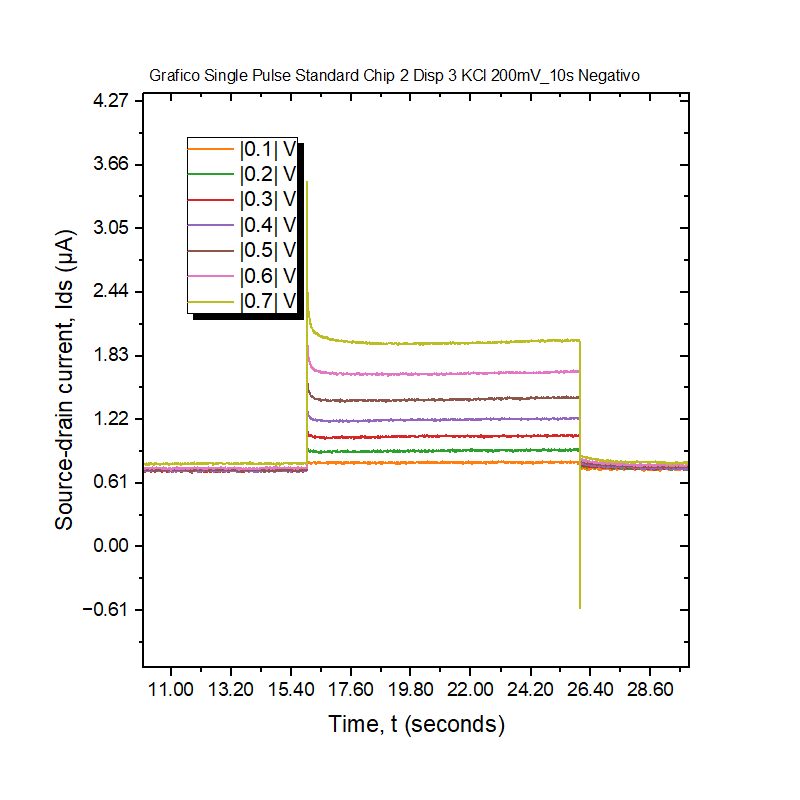 Grafico Single Pulse Standard Chip 2 Disp 3 KCl 200mV_10s Negativo
4.27
3.66
3.05
2.44
1.83
1.22
0.61
0.00
−0.61
Source-drain current, Ids (µA)
|0.1| V
|0.2| V
|0.3| V
|0.4| V
|0.5| V
|0.6| V
|0.7| V
11.00 13.20 15.40 17.60 19.80 22.00 24.20 26.40 28.60
Time, t (seconds)